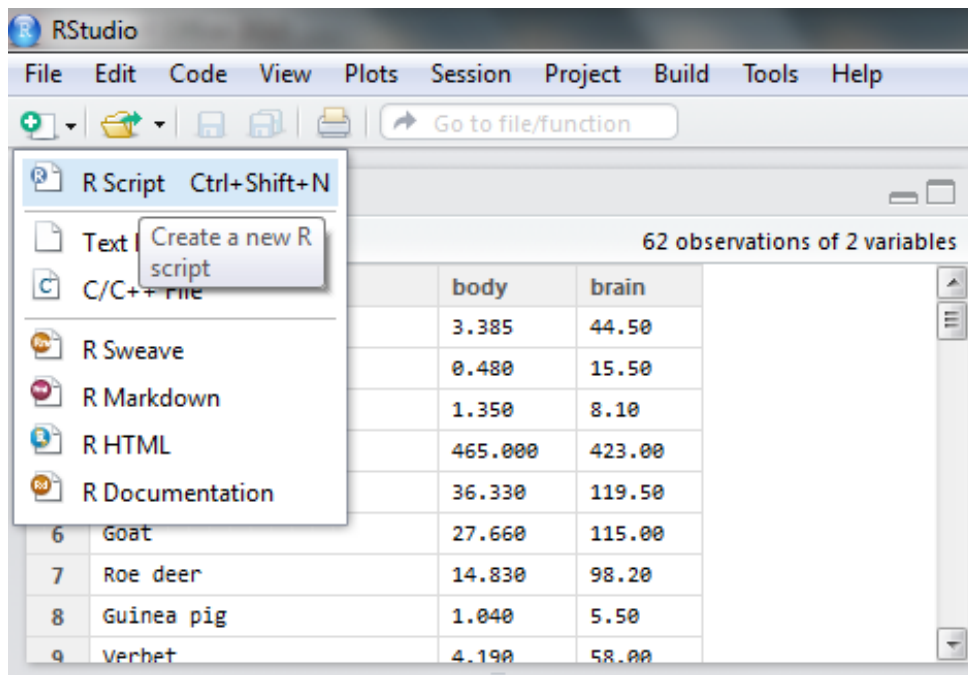 RStudio
File Edit Code View Plots Session Project Build Tools Help
Go to file/function
R Script Ctrl+Shift+N
Text
Create a new R
script
C/C++ File
R Sweave
R Markdown
R HTML
R Documentation
62 observations of 2 variables
body brain
3.385 44.50
0.480 15.50
1.350 8.10
465.000 423.00
36.330 119.50
6 Goat 27.660 115.00
7 Roe deer 14.830 98.20
8 Guinea pig 1.040 5.50
9 Verbet 4.190 58.00